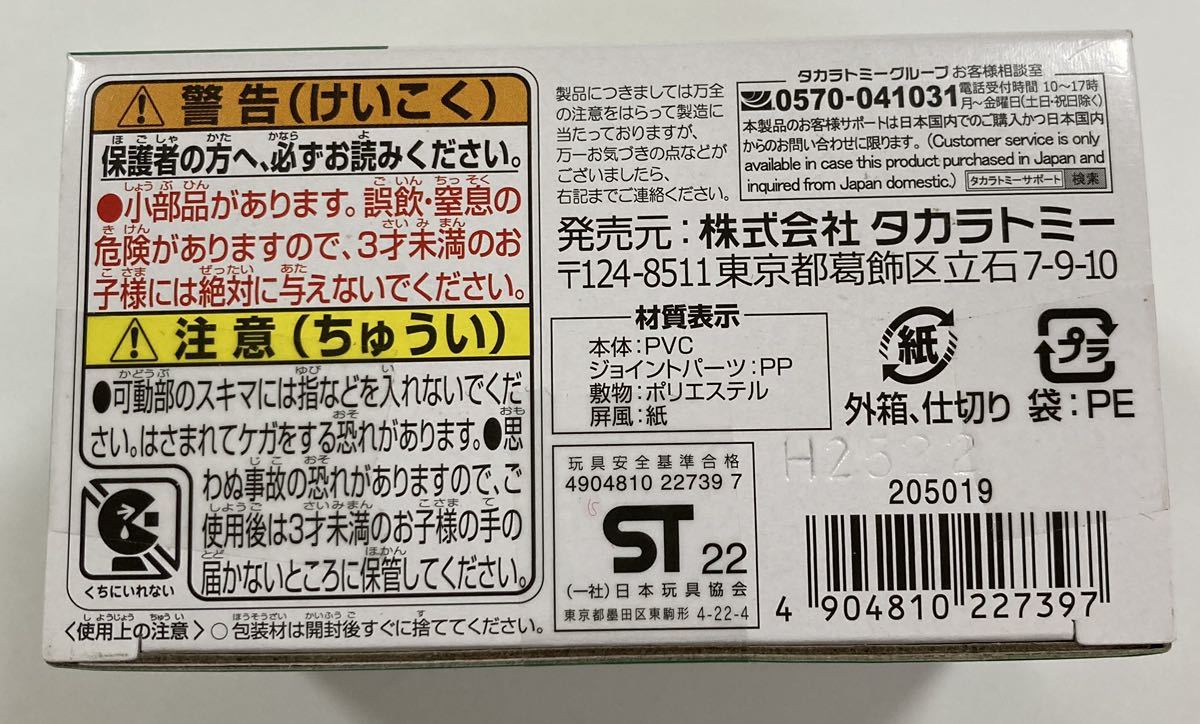 警告(けいこく)
保護者の方へ、必ずお読みください。
●小部品があります。誤飲・窒息の
危険がありますので、3才未満のお
子様には絶対に与えないでください。
注意(ちゅうい)
●可動部のスキマには指などを入れないでくだ
さい。はさまれてケガをする恐れがあります。●思
わぬ事故の恐れがありますので、ご
使用後は3才未満のお子様の手の
届かないところに保管してください。
くちにいれない
〈使用上の注意〉○包装材は開封後すぐに捨ててください。
製品につきましては万全
の注意をはらって製造に
当たっておりますが、
万一お気づきの点などが
ございましたら、
右記までご連絡ください。
タカラトミーグループ お客様相談室
0570-041031 電話受付時間 10〜17時
月〜金曜日(土日・祝日除く)
本製品のお客様サポートは日本国内でのご購入かつ日本国内
からのお問い合わせに限ります。(Customer service is only
available in case this product purchased in Japan and
inquired from Japan domestic.) タカラトミーサポート 検索
発売元:株式会社 タカラトミー
〒124-8511東京都葛飾区立石7-9-10
材質表示
本体:PVC
ジョイントパーツ:PP
敷物:ポリエステル
屏風:紙
紙
外箱、仕切り
プラ
袋:PE
玩具安全基準合格
4904810 22739 7
ST 22
(一社)日本玩具協会
東京都墨田区東駒形 4-22-4
H2522
205019
4 904810 227397